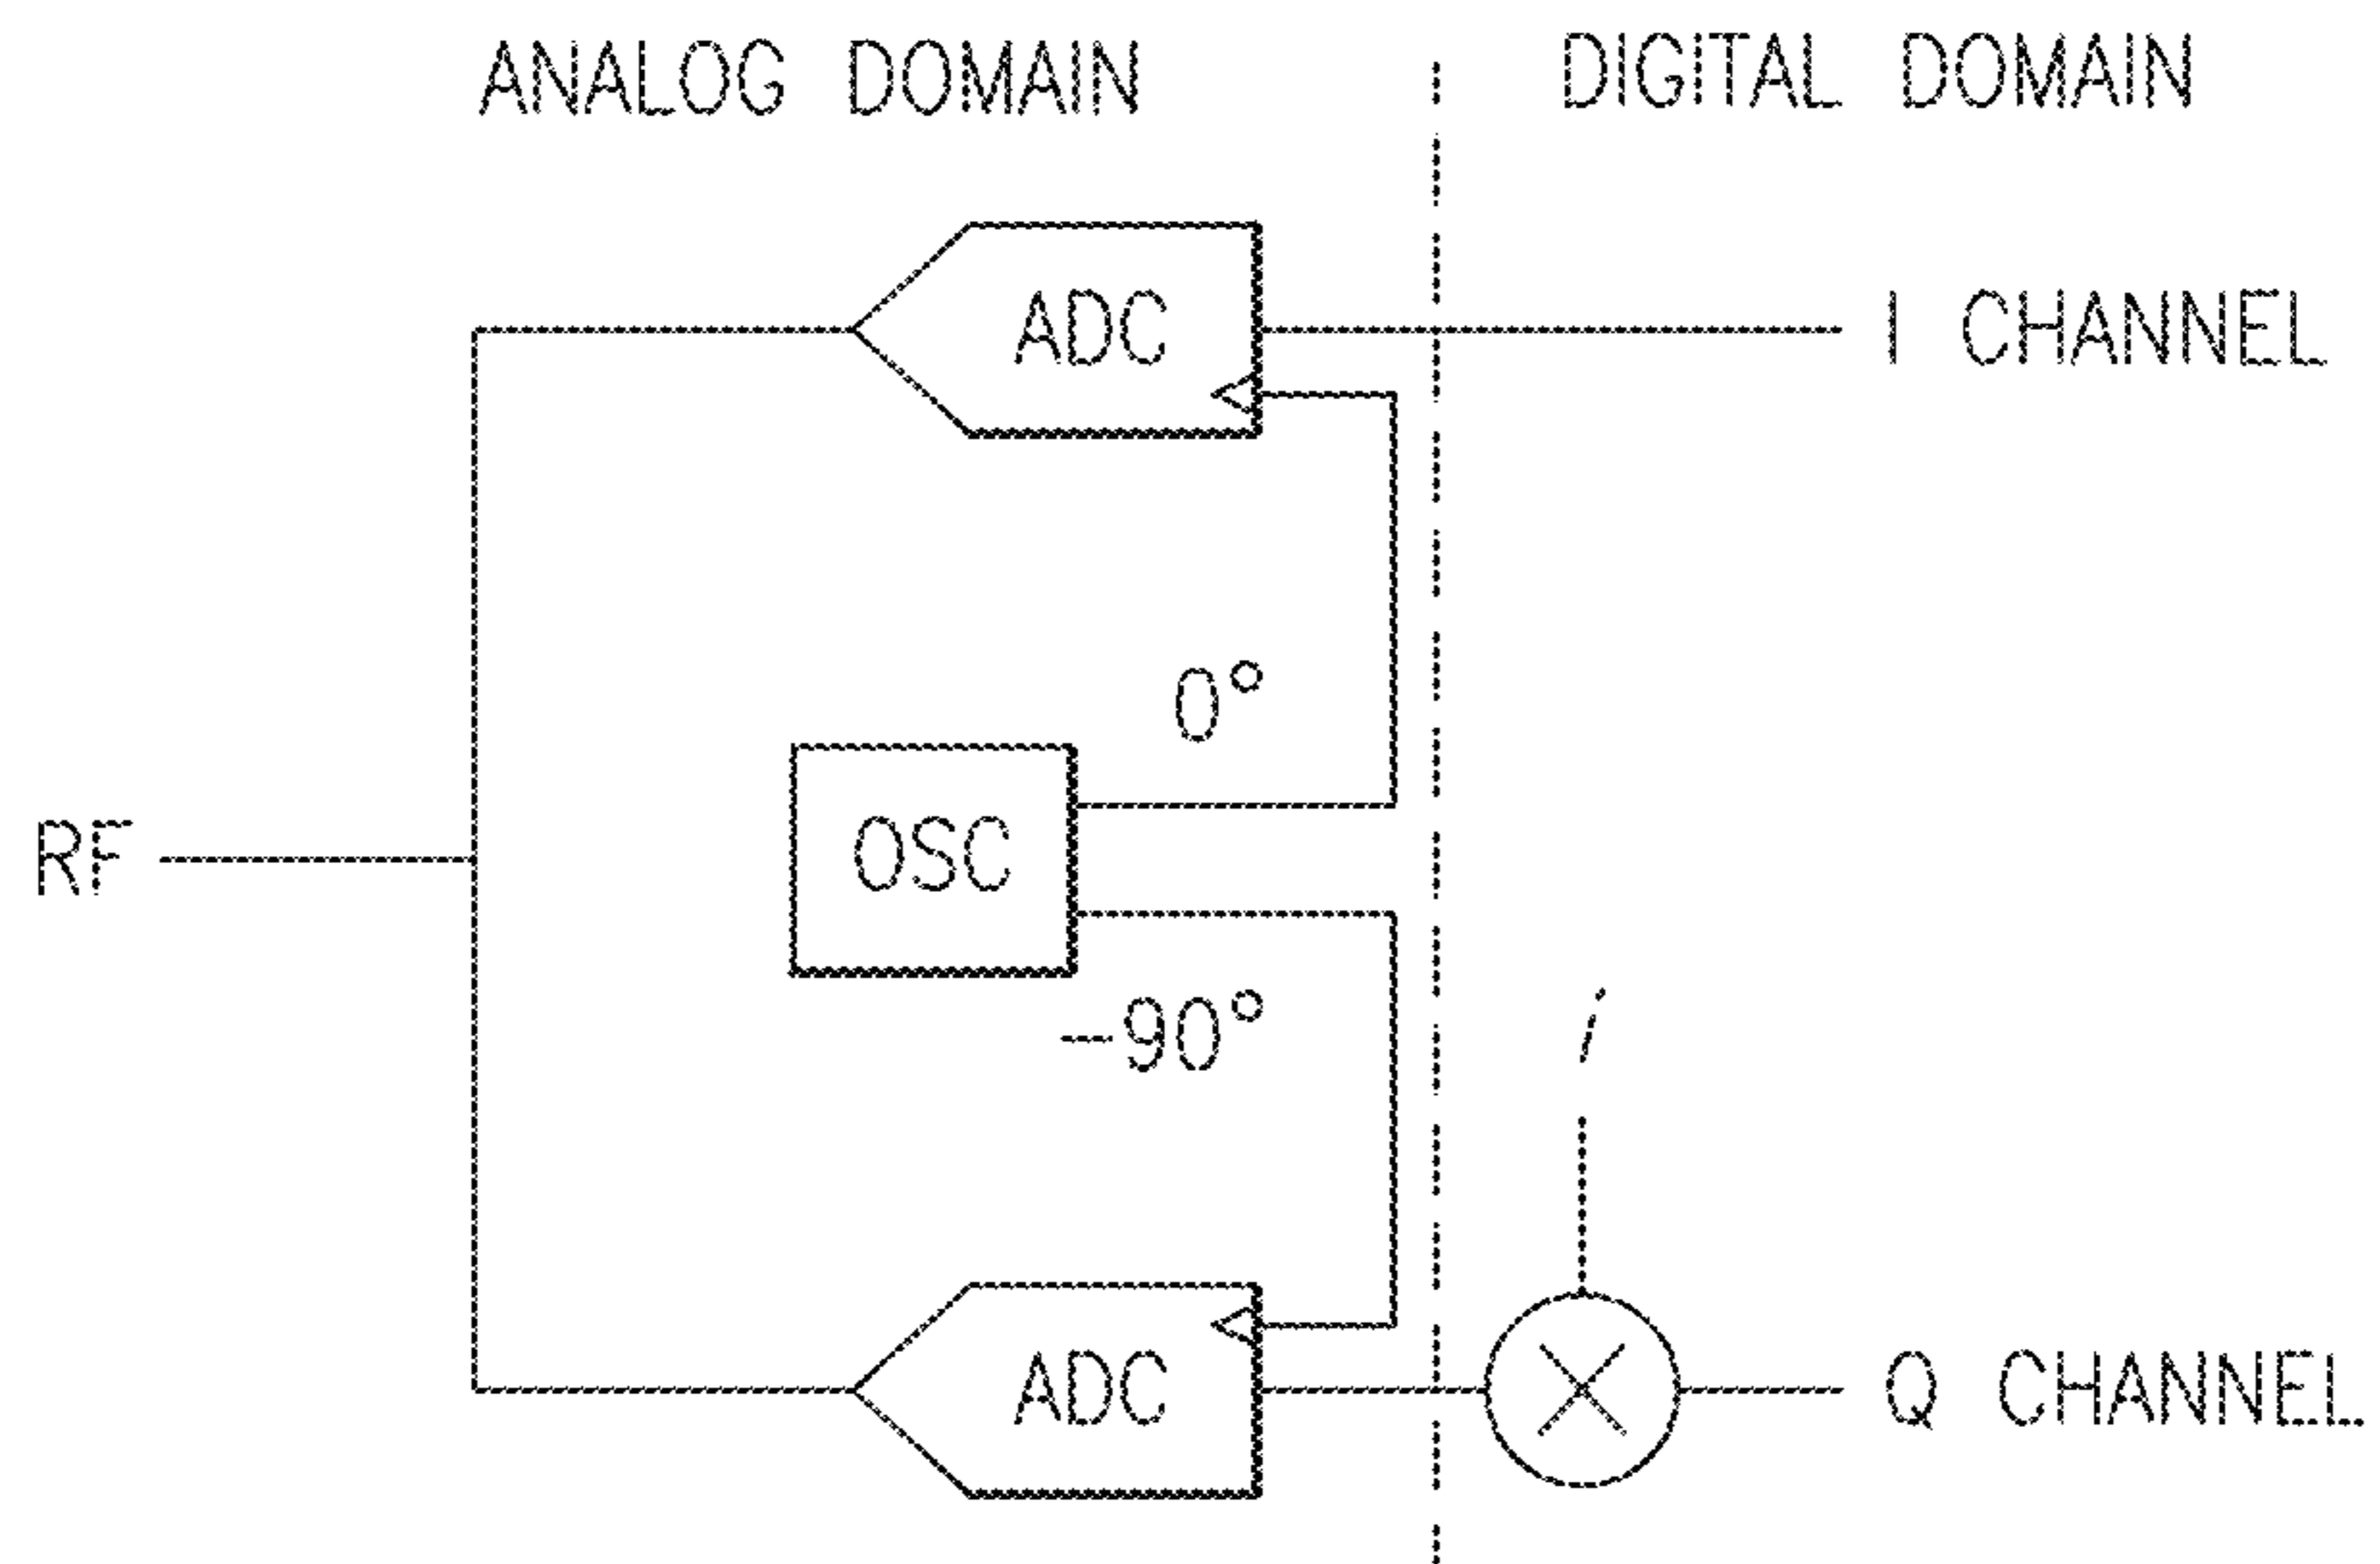 ANALOG DOMAIN
DIGITAL DOMAIN
ADC
I CHANNEL
0°
RF
OSC
-90°
i
ADC
Q CHANNEL